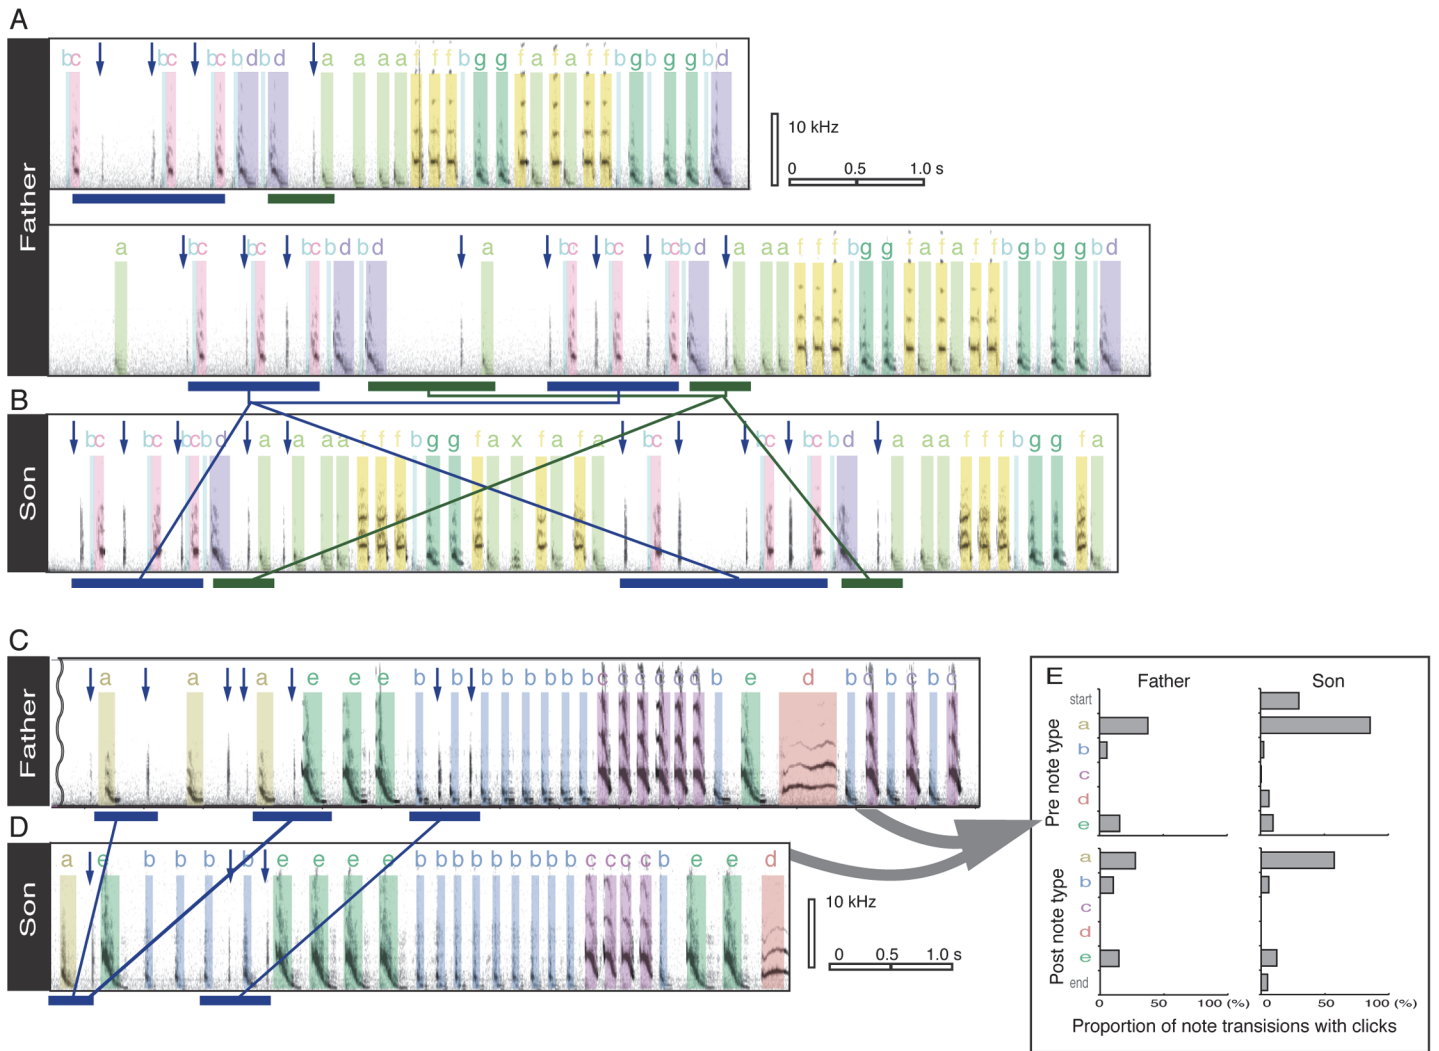 A
Father
bc bc bc bd bd a a a a f f f b g g f a f a f f b g b g g b d
10 kHz
0 0.5 1.0 s
a bc bc bc b d b d a bc bc bc b d a a a f f f b g g f a f a f f b g b g g b d
B
Son
bc bc bc b d a a a a f f f b g g f a x f a f a bc bc bc b d a a a f f f b g g f a
C
Father
a a a e e e b b b b b b b b c c c c c c b e d b c b c b c
D
Son
a e b b b b e e e e b b b b b b b b b c c c c b e e d
10 kHz
0 0.5 1.0 s
E
Father Son
Pre note type
start
a
b
c
d
e
Post note type
a
b
c
d
e
end
0 50 100 (%) 0 50 100 (%)
Proportion of note transisions with clicks